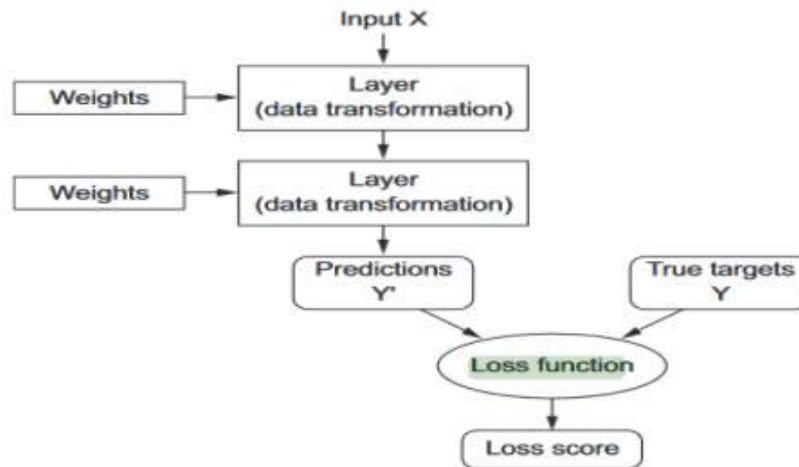 Input X
Weights
Layer
(data transformation)
Weights
Layer
(data transformation)
Predictions
Y'
True targets
Y
Loss function
Loss score